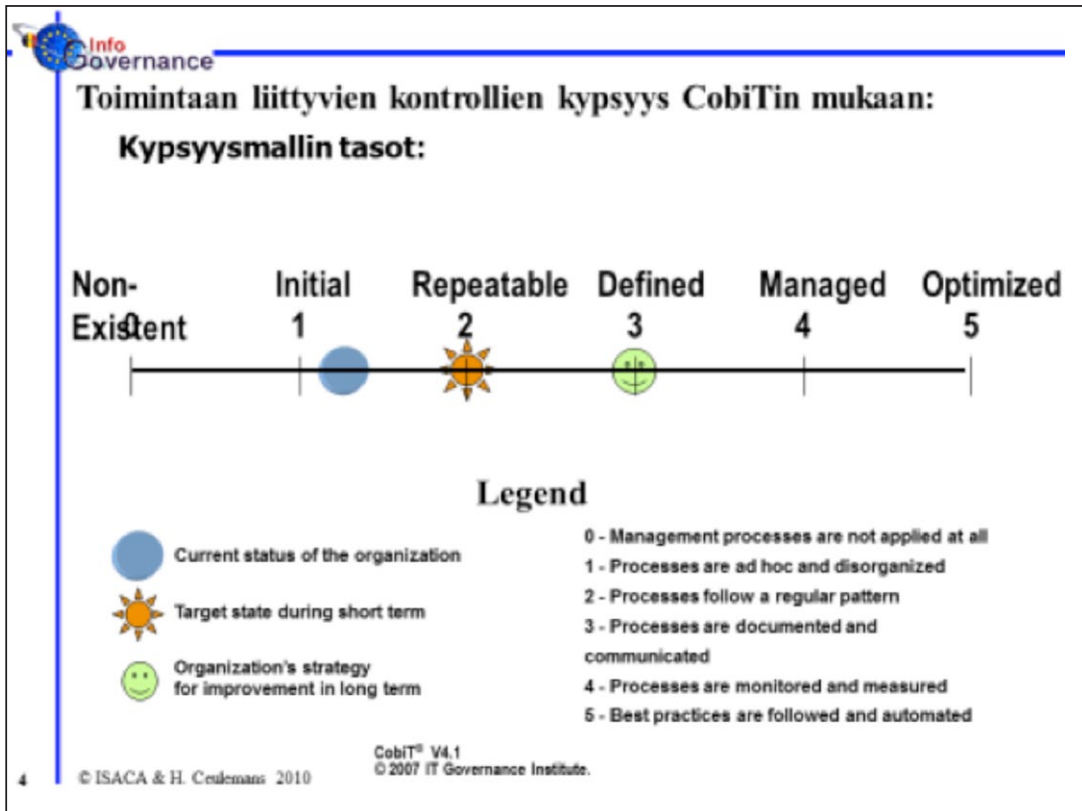 Info
Governance
Toimintaan liittyvien kontrollien kypsyys CobiTin mukaan:
Kypsyysmallin tasot:
Non-
Existent
Initial
Repeatable
Defined
Managed
Optimized
0
1
2
3
4
5
Legend
Current status of the organization
Target state during short term
Organization's strategy
for improvement in long term
0 - Management processes are not applied at all
1 - Processes are ad hoc and disorganized
2 - Processes follow a regular pattern
3 - Processes are documented and
communicated
4 - Processes are monitored and measured
5 - Best practices are followed and automated
CobiT® V4.1
© 2007 IT Governance Institute.
4
© ISACA & H. Ceulemans 2010